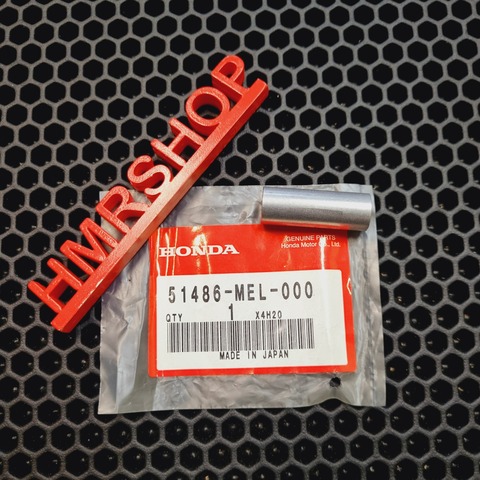 HMRSHOP
GENUINE PARTS
Honda Motor Co., Ltd.
HONDA
51486-MEL-000
QTY 1 X4H20
MADE IN JAPAN